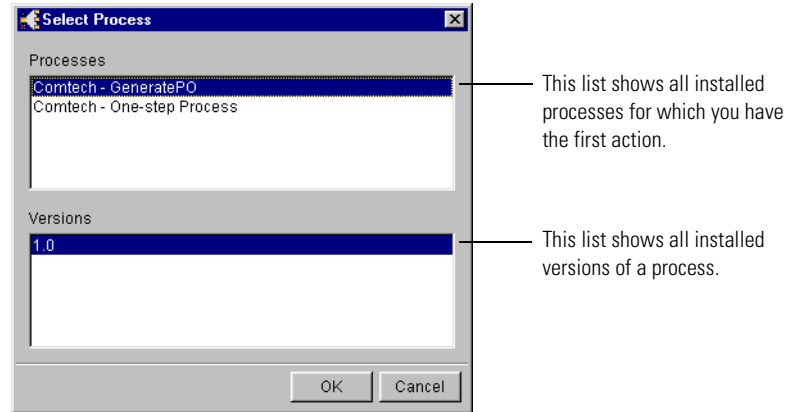 Select Process
Processes
Comtech - GeneratePO
Comtech - One-step Process
This list shows all installed
processes for which you have
the first action.
Versions
1.0
This list shows all installed
versions of a process.
OK
Cancel